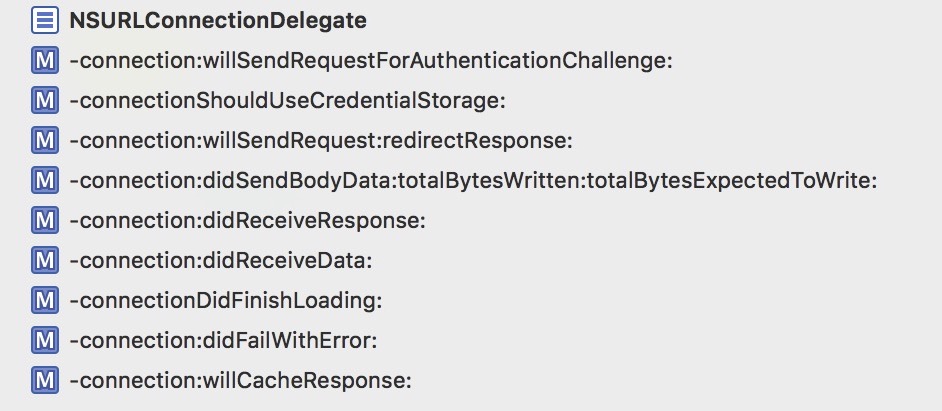 NSURLConnectionDelegate
M -connection:willSendRequestForAuthenticationChallenge:
M -connectionShouldUseCredentialStorage:
M -connection:willSendRequest:redirectResponse:
M -connection:didSendBodyData:totalBytesWritten:totalBytesExpectedToWrite:
M -connection:didReceiveResponse:
M -connection:didReceiveData:
M -connectionDidFinishLoading:
M -connection:didFailWithError:
M -connection:willCacheResponse: